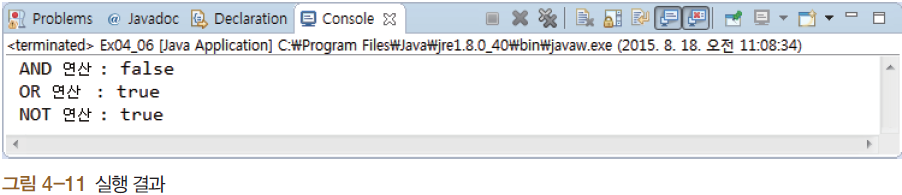 Problems @ Javadoc Declaration Console
<terminated> Ex04_06 [Java Application] C:₩Program Files₩Java₩jre1.8.0_40₩bin₩javaw.exe (2015. 8. 18. 오전 11:08:34)
AND 연산 : false
OR 연산 : true
NOT 연산 : true
그림 4-11 실행 결과